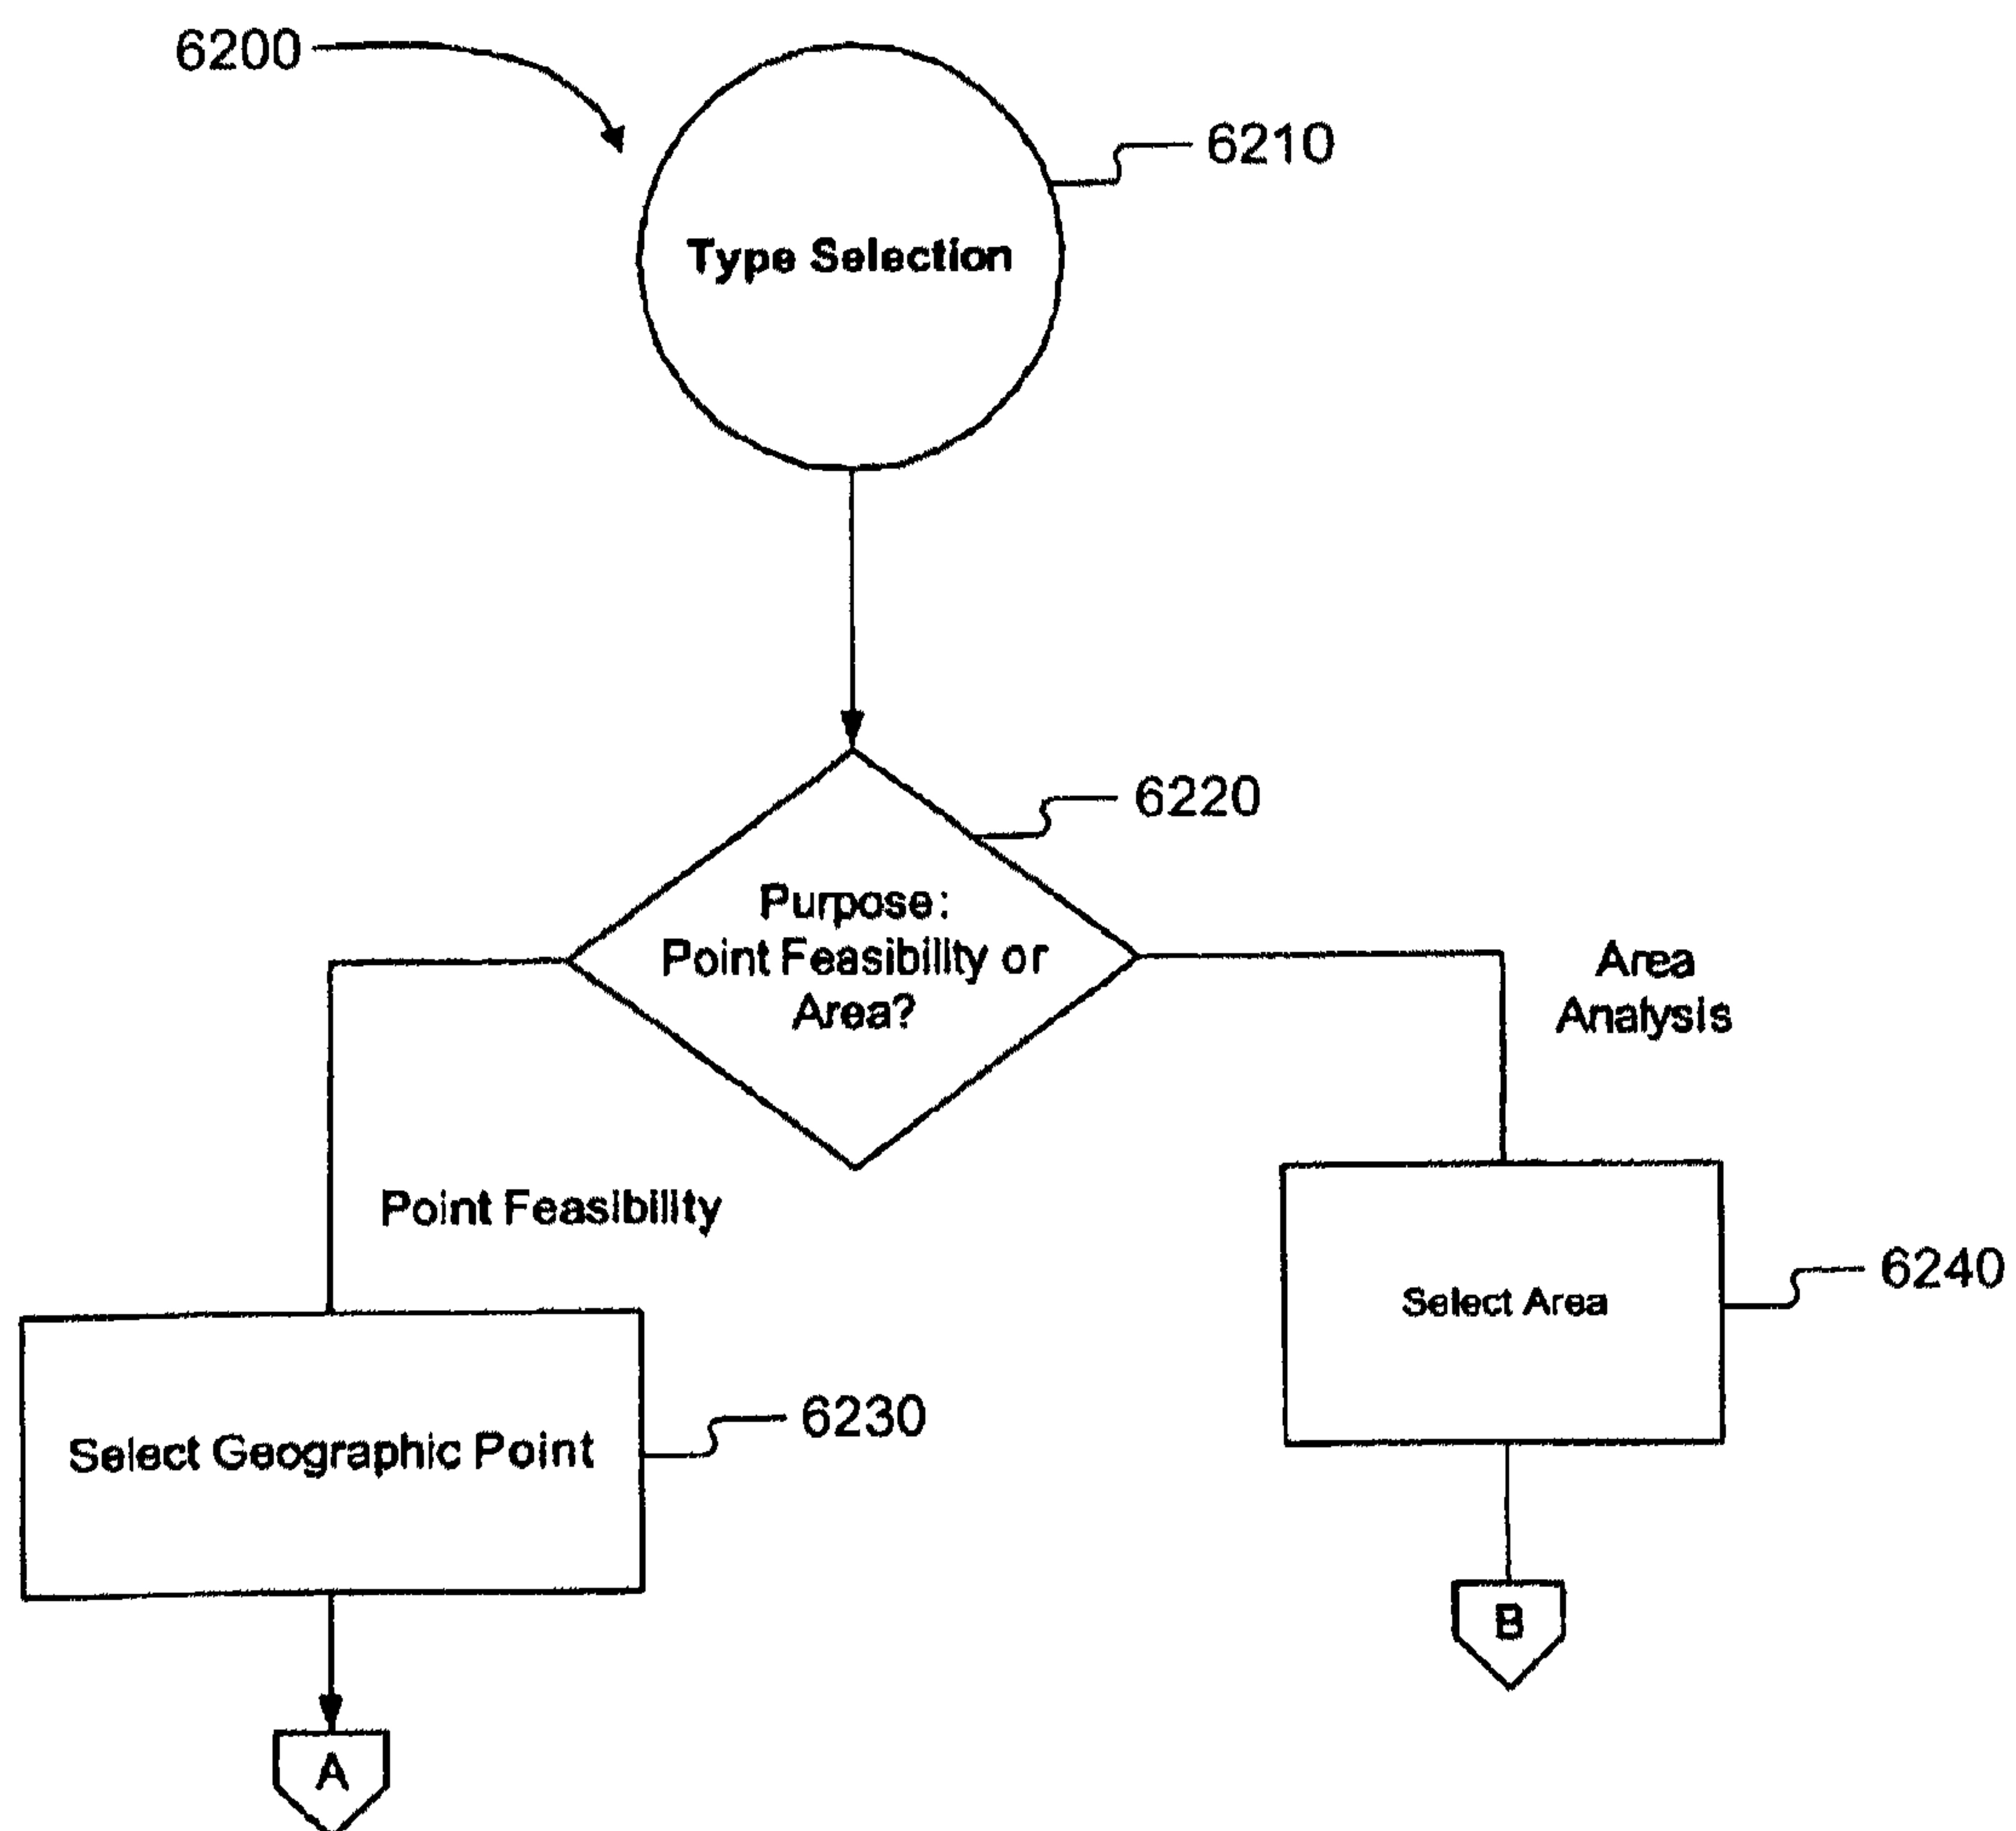 6200
6210
Type Selection
6220
Purpose:
Point Feasibility or
Area?
Area
Analysis
Point Feasibility
6240
Select Area
6230
Select Geographic Point
B
A